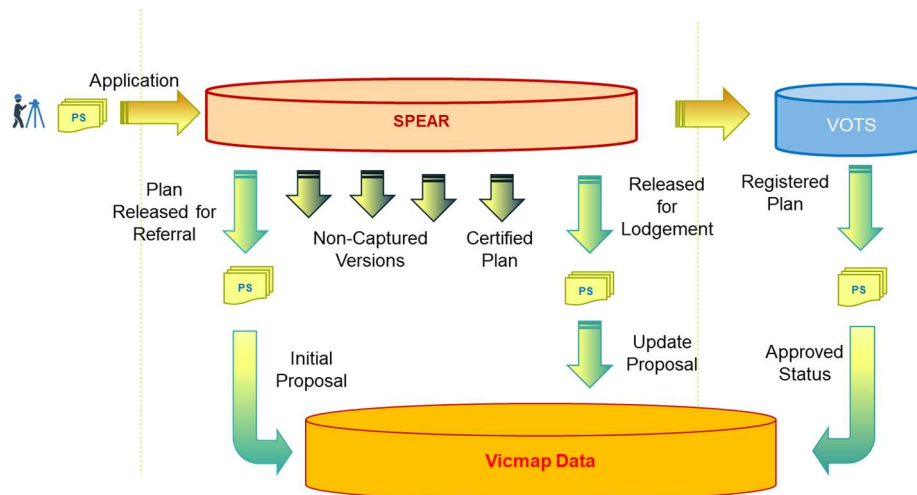 Application
PS
SPEAR
VOTS
Plan
Released for
Referral
Non-Captured
Versions
Certified
Plan
Released
for
Lodgement
Registered
Plan
PS
PS
PS
Initial
Proposal
Update
Proposal
Approved
Status
Vicmap Data